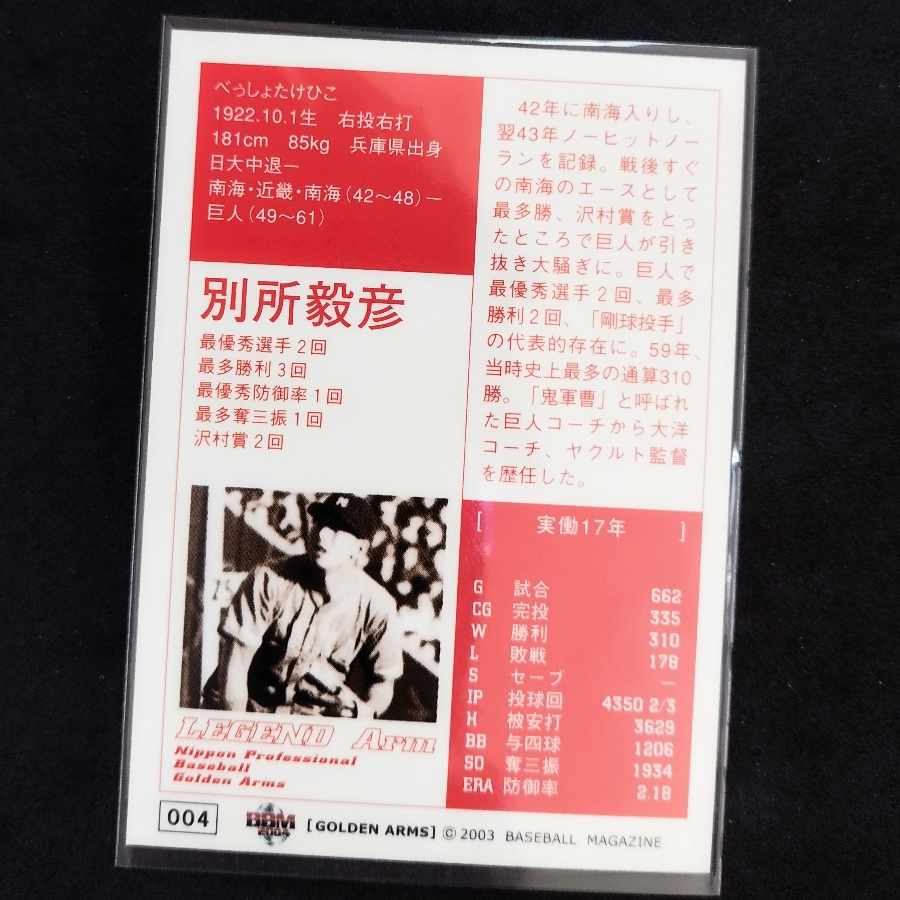 べっしょたけひこ
1922.10.1生　右投右打
181cm　85kg　兵庫県出身
日大中退ー
南海・近畿・南海(42〜48)ー
巨人(49〜61)
別所毅彦
最優秀選手2回
最多勝利3回
最優秀防御率1回
最多奪三振1回
沢村賞2回
42年に南海入りし、
翌43年ノーヒットノー
ランを記録。戦後すぐ
の南海のエースとして
最多勝、沢村賞をとっ
たところで巨人が引き
抜き大騒ぎに。巨人で
最優秀選手2回、最多
勝利2回、「剛球投手」
の代表的存在に。59年、
当時史上最多の通算310
勝。「鬼軍曹」と呼ばれ
た巨人コーチから大洋
コーチ、ヤクルト監督
を歴任した。
[　実働17年　]
G 試合 662
CG 完投 335
W 勝利 310
L 敗戦 178
S セーブ —
IP 投球回 4350 2/3
H 被安打 3629
BB 与四球 1206
SO 奪三振 1934
ERA 防御率 2.18
LEGEND Arm
Nippon Professional
Baseball
Golden Arms
004 BBM [GOLDEN ARMS] © 2003 BASEBALL MAGAZINE